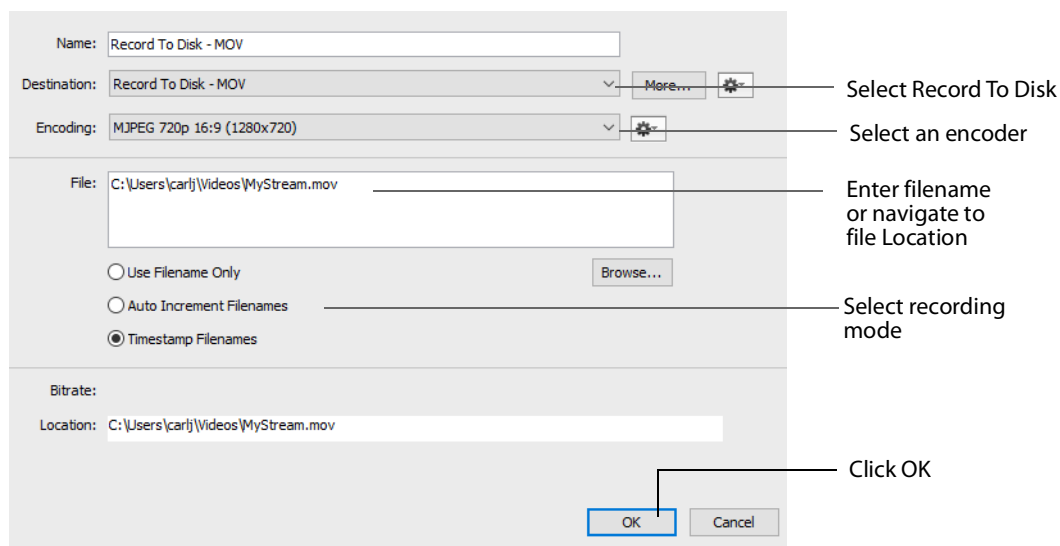 Name: Record To Disk - MOV
Destination: Record To Disk - MOV More...
Select Record To Disk
Encoding: MJPEG 720p 16:9 (1280x720)
Select an encoder
File: C:\Users\carlj\Videos\MyStream.mov
Enter filename
or navigate to
file Location
Use Filename Only Browse...
Auto Increment Filenames
Select recording
mode
Timestamp Filenames
Bitrate:
Location: C:\Users\carlj\Videos\MyStream.mov
Click OK
OK Cancel